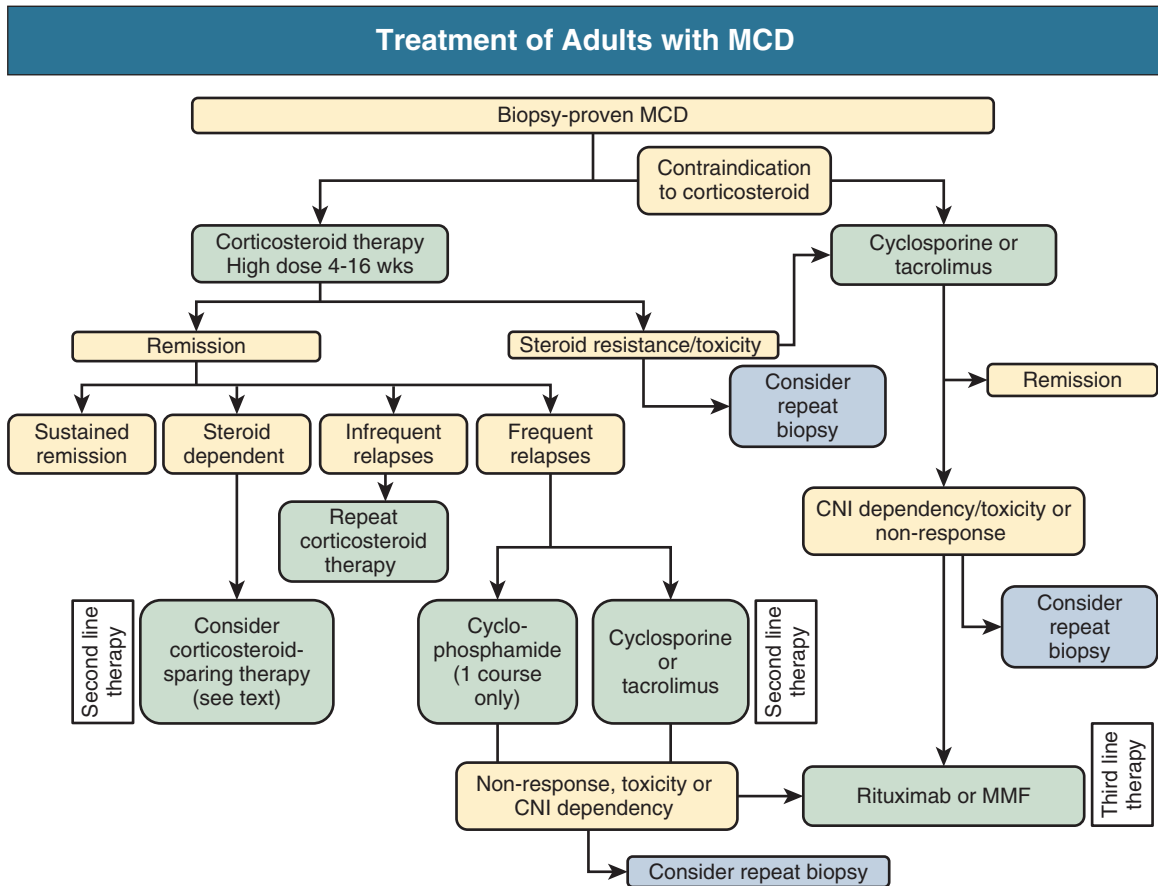 Treatment of Adults with MCD
Biopsy-proven MCD
Contraindication
to corticosteroid
Corticosteroid therapy
High dose 4-16 wks
Cyclosporine or
tacrolimus
Remission
Steroid resistance/toxicity
Consider
repeat
biopsy
Remission
Sustained
remission
Steroid
dependent
Infrequent
relapses
Frequent
relapses
Repeat
corticosteroid
therapy
CNI dependency/toxicity or
non-response
Consider
repeat
biopsy
Second line
therapy
Consider
corticosteroid-
sparing therapy
(see text)
Cyclo-
phosphamide
(1 course
only)
Cyclosporine
or
tacrolimus
Second line
therapy
Non-response, toxicity or
CNI dependency
Rituximab or MMF
Third line
therapy
Consider repeat biopsy